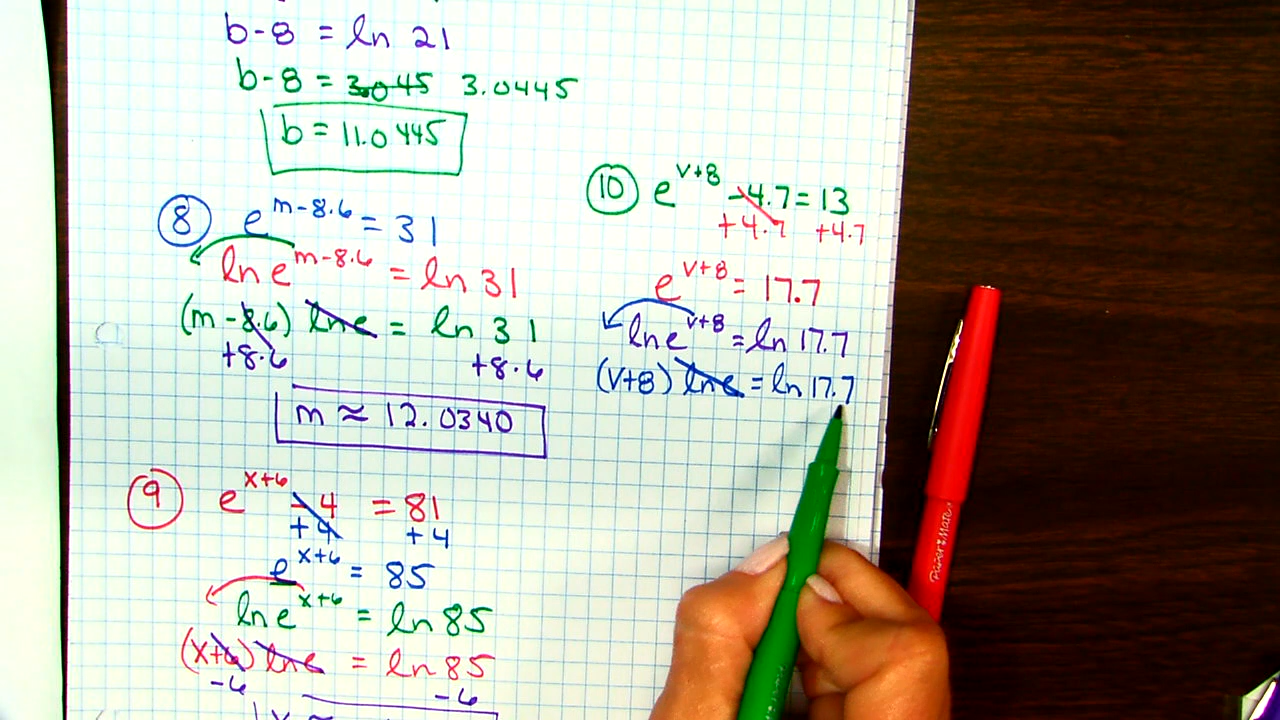 b-8 = ln 21
b-8 = 3.045 3.0445
b = 11.0445
8 e^{m-8.6} = 31
ln e^{m-8.6} = ln 31
(m-8.6) ln e = ln 31
+8.6 +8.6
m ≈ 12.0340
9 e^{x+6} - 4 = 81
+4 +4
e^{x+6} = 85
ln e^{x+6} = ln 85
(x+6) ln e = ln 85
-6 -6
10 e^{v+8} -4.7 = 13
+4.7 +4.7
e^{v+8} = 17.7
ln e^{v+8} = ln 17.7
(v+8) ln e = ln 17.7
Paper Mate